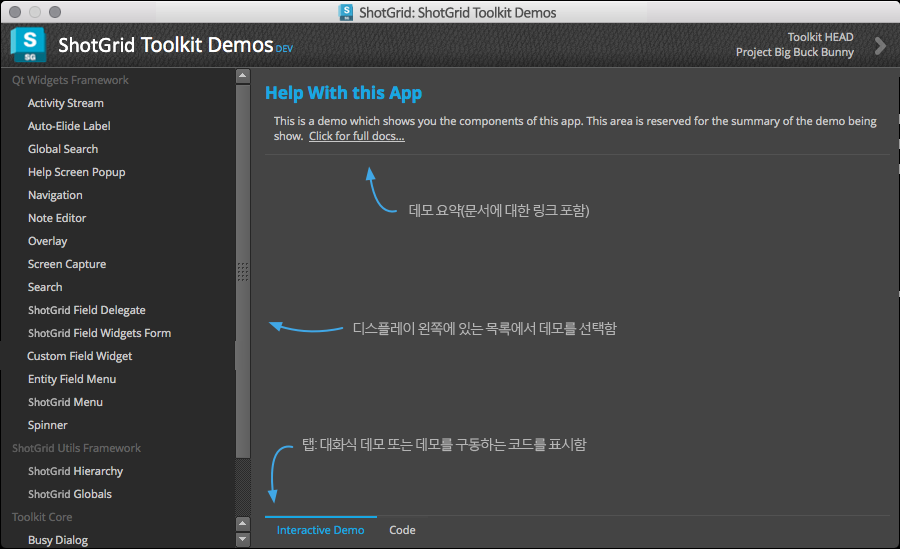 ShotGrid: ShotGrid Toolkit Demos
S
SG
ShotGrid Toolkit Demos DEV
Toolkit HEAD
Project Big Buck Bunny
Qt Widgets Framework
Activity Stream
Auto-Elide Label
Global Search
Help Screen Popup
Navigation
Note Editor
Overlay
Screen Capture
Search
ShotGrid Field Delegate
ShotGrid Field Widgets Form
Custom Field Widget
Entity Field Menu
ShotGrid Menu
Spinner
ShotGrid Utils Framework
ShotGrid Hierarchy
ShotGrid Globals
Toolkit Core
Busy Dialog
Help With this App
This is a demo which shows you the components of this app. This area is reserved for the summary of the demo being
show. Click for full docs...
데모 요약(문서에 대한 링크 포함)
디스플레이 왼쪽에 있는 목록에서 데모를 선택함
탭: 대화식 데모 또는 데모를 구동하는 코드를 표시함
Interactive Demo
Code